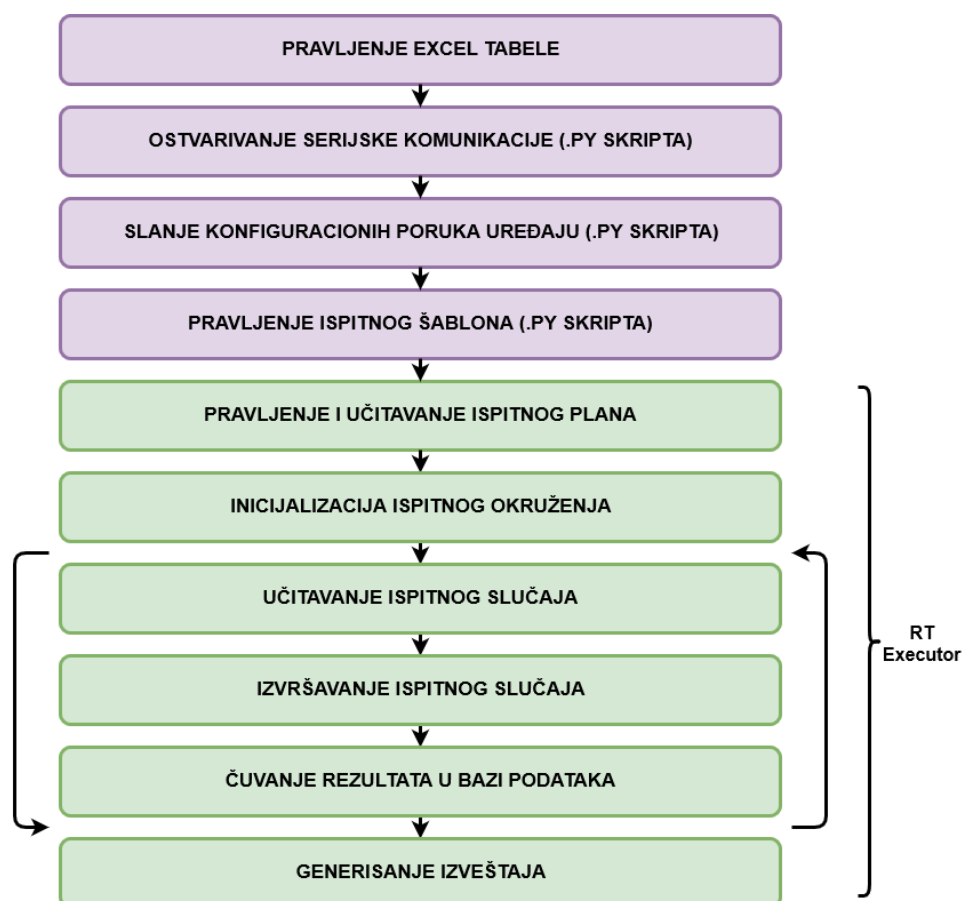 PRAVLJENJE EXCEL TABELE
OSTVARIVANJE SERIJSKE KOMUNIKACIJE (.PY SKRIPTA)
SLANJE KONFIGURACIONIH PORUKA UREĐAJU (.PY SKRIPTA)
PRAVLJENJE ISPITNOG ŠABLONA (.PY SKRIPTA)
PRAVLJENJE I UČITAVANJE ISPITNOG PLANA
INICIJALIZACIJA ISPITNOG OKRUŽENJA
UČITAVANJE ISPITNOG SLUČAJA
IZVRŠAVANJE ISPITNOG SLUČAJA
ČUVANJE REZULTATA U BAZI PODATAKA
GENERISANJE IZVEŠTAJA
RT
Executor